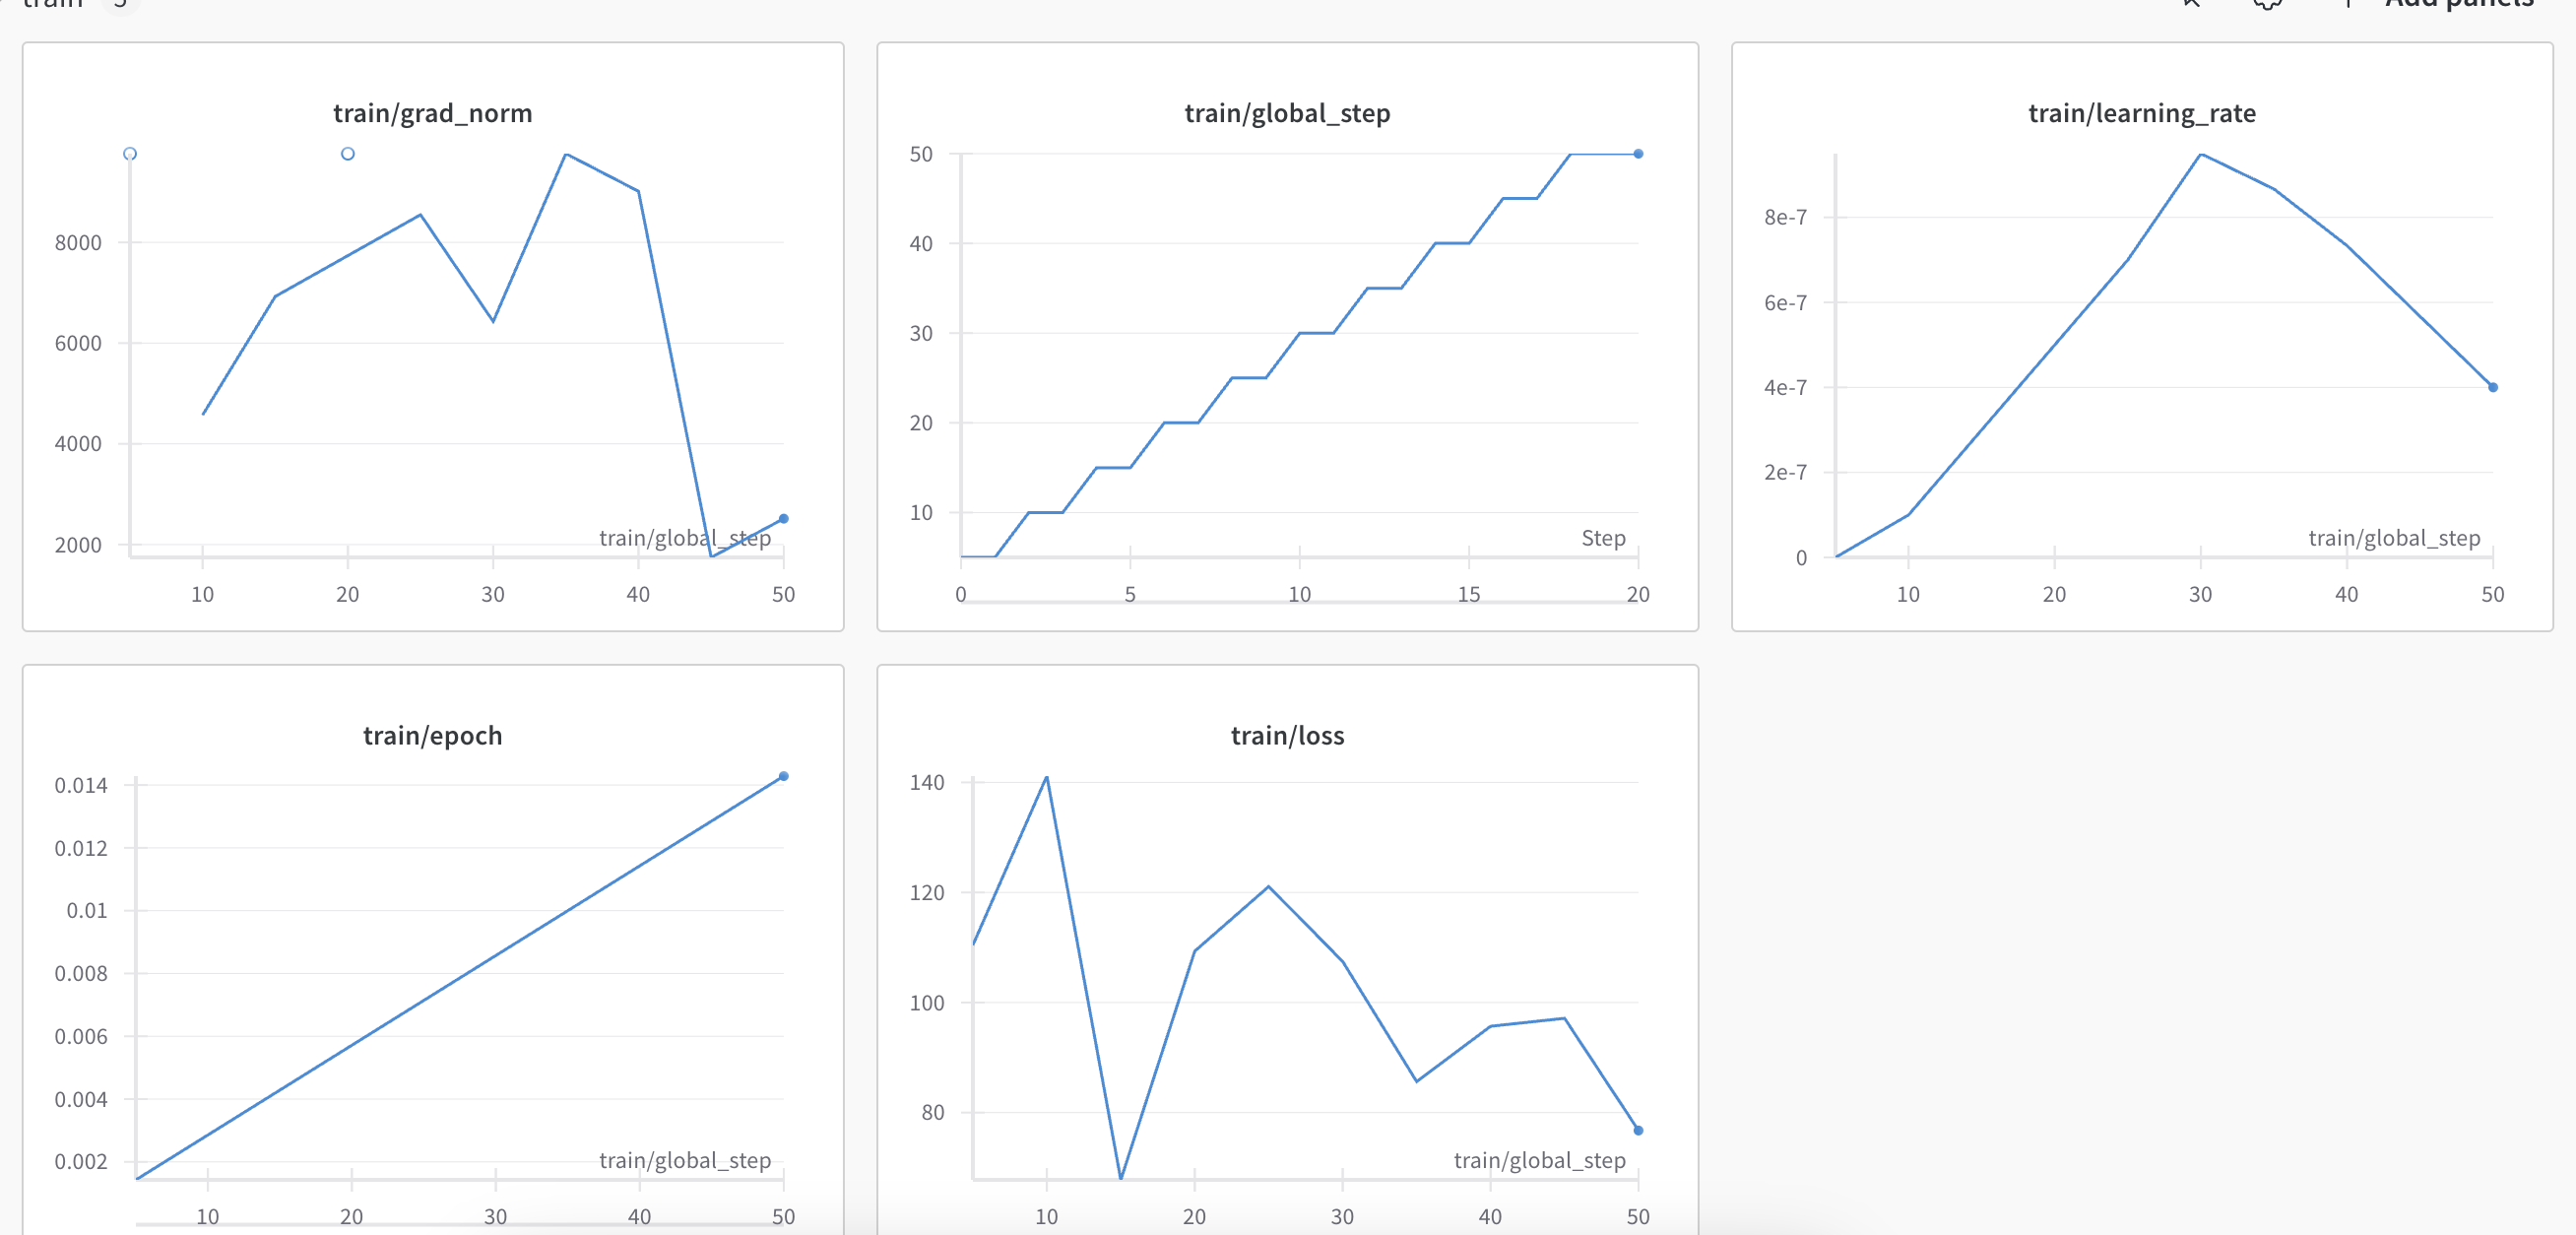 train 5
Add panels
train/grad_norm
8000
6000
4000
2000
train/global_step
10 20 30 40 50
train/global_step
50
40
30
20
10
Step
0 5 10 15 20
train/learning_rate
8e-7
6e-7
4e-7
2e-7
0
train/global_step
10 20 30 40 50
train/epoch
0.014
0.012
0.01
0.008
0.006
0.004
0.002
train/global_step
10 20 30 40 50
train/loss
140
120
100
80
train/global_step
10 20 30 40 50